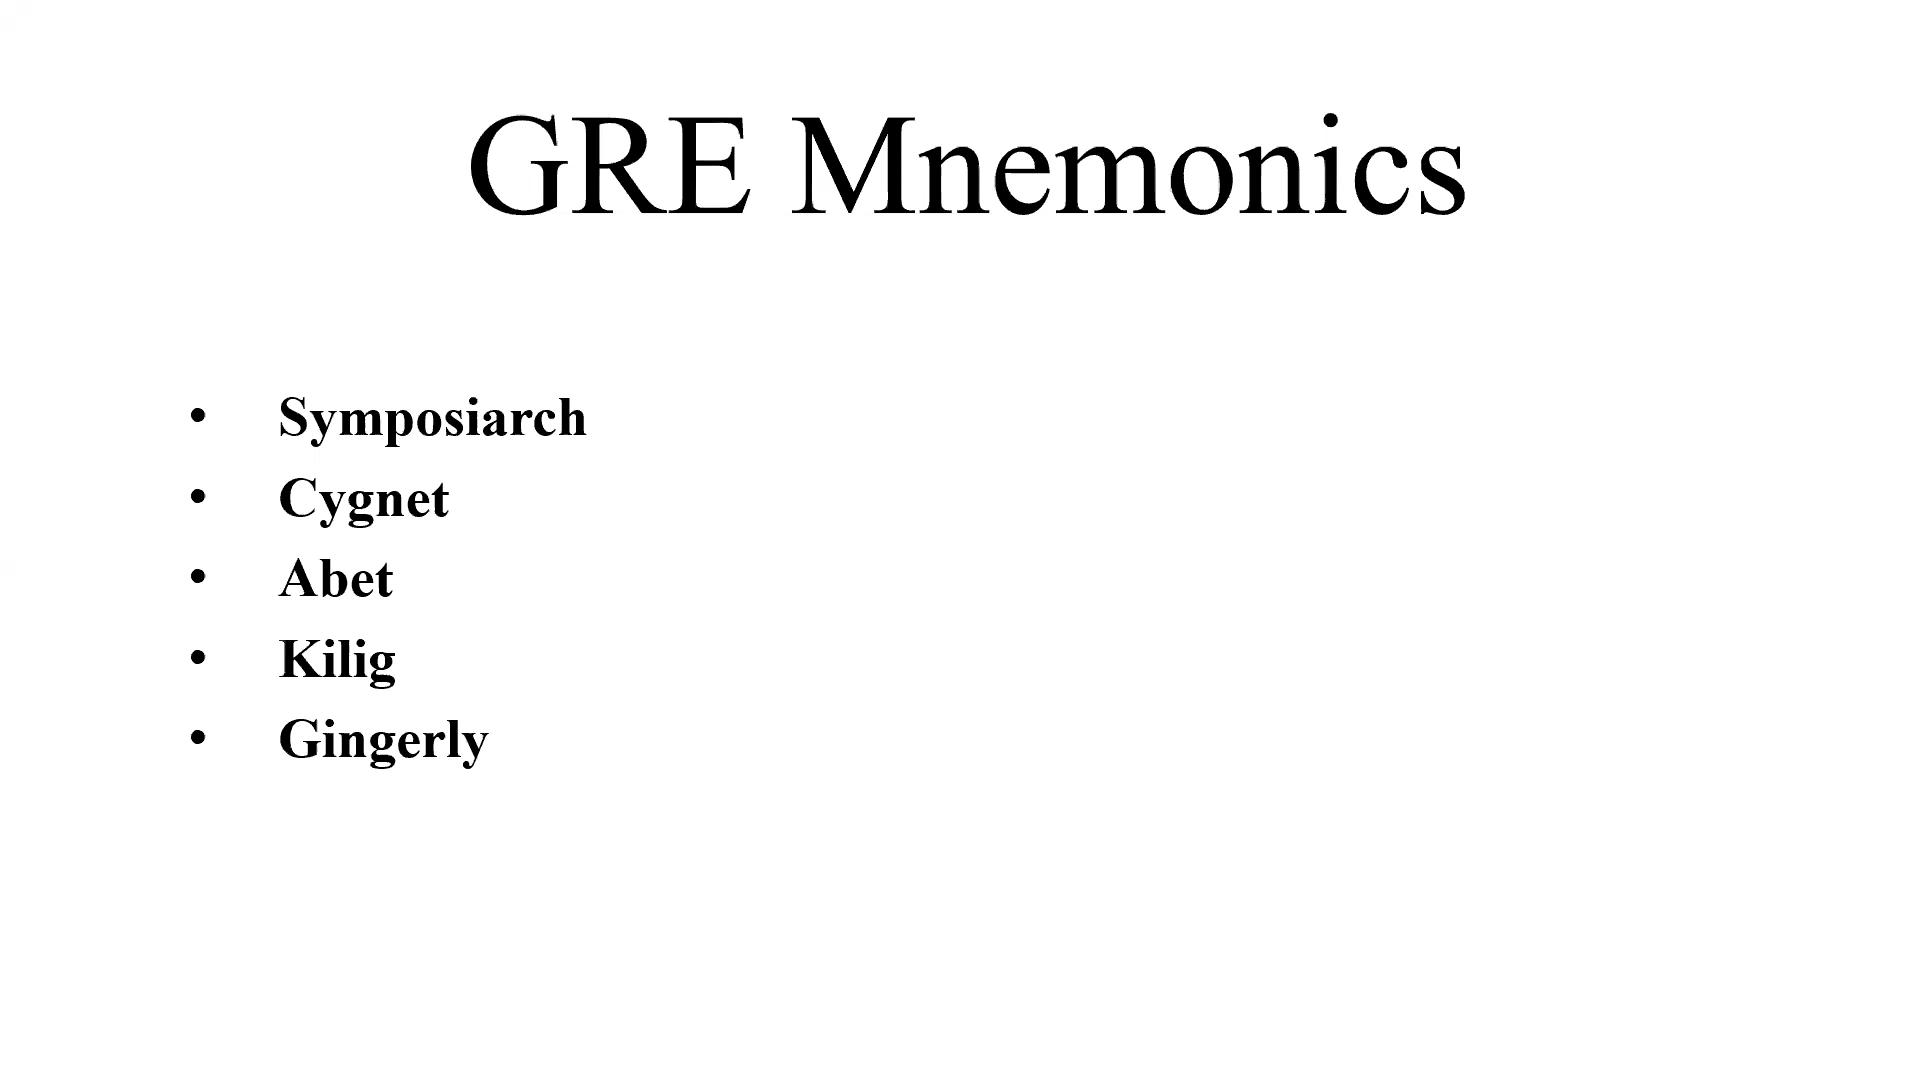 GRE Mnemonics
• Symposiarch
• Cygnet
• Abet
• Kilig
• Gingerly